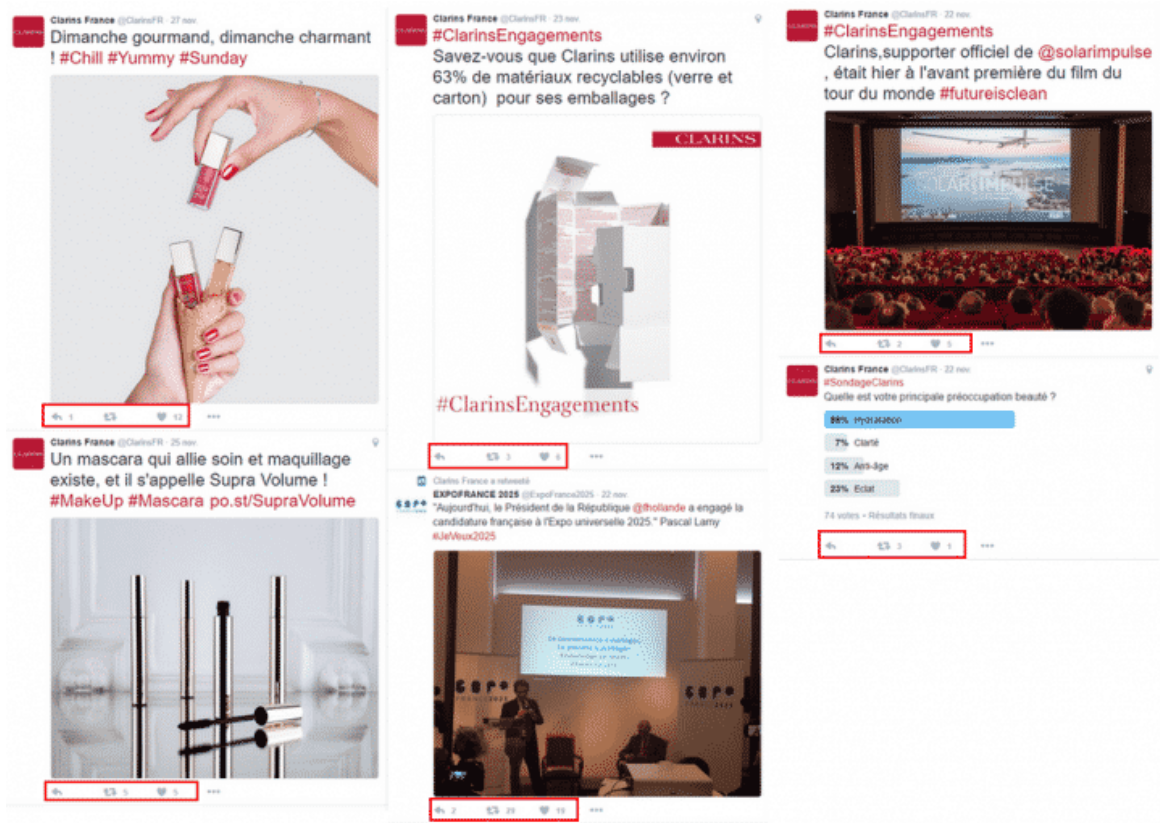 Clarins France @ClarinsFR · 27 nov.
Dimanche gourmand, dimanche charmant
! #Chill #Yummy #Sunday
1 12
Clarins France @ClarinsFR · 25 nov.
Un mascara qui allie soin et maquillage
existe, et il s'appelle Supra Volume !
#MakeUp #Mascara po.st/SupraVolume
5 5
Clarins France @ClarinsFR · 23 nov.
#ClarinsEngagements
Savez-vous que Clarins utilise environ
63% de matériaux recyclables (verre et
carton) pour ses emballages ?
CLARINS
#ClarinsEngagements
3 6
Clarins France a retweeté
EXPOFRANCE 2025 @ExpoFrance2025 · 22 nov.
"Aujourd'hui, le Président de la République @fhollande a engagé la
candidature française à l'Expo universelle 2025." Pascal Lamy
#JeVeux2025
2 29 19
Clarins France @ClarinsFR · 22 nov.
#ClarinsEngagements
Clarins,supporter officiel de @solarimpulse
, était hier à l'avant première du film du
tour du monde #futureisclean
SOLAR IMPULSE
2 5
Clarins France @ClarinsFR · 22 nov.
#SondageClarins
Quelle est votre principale préoccupation beauté ?
Hydratation
7% Clarté
12% Anti-âge
23% Eclat
74 votes • Résultats finaux
3 1